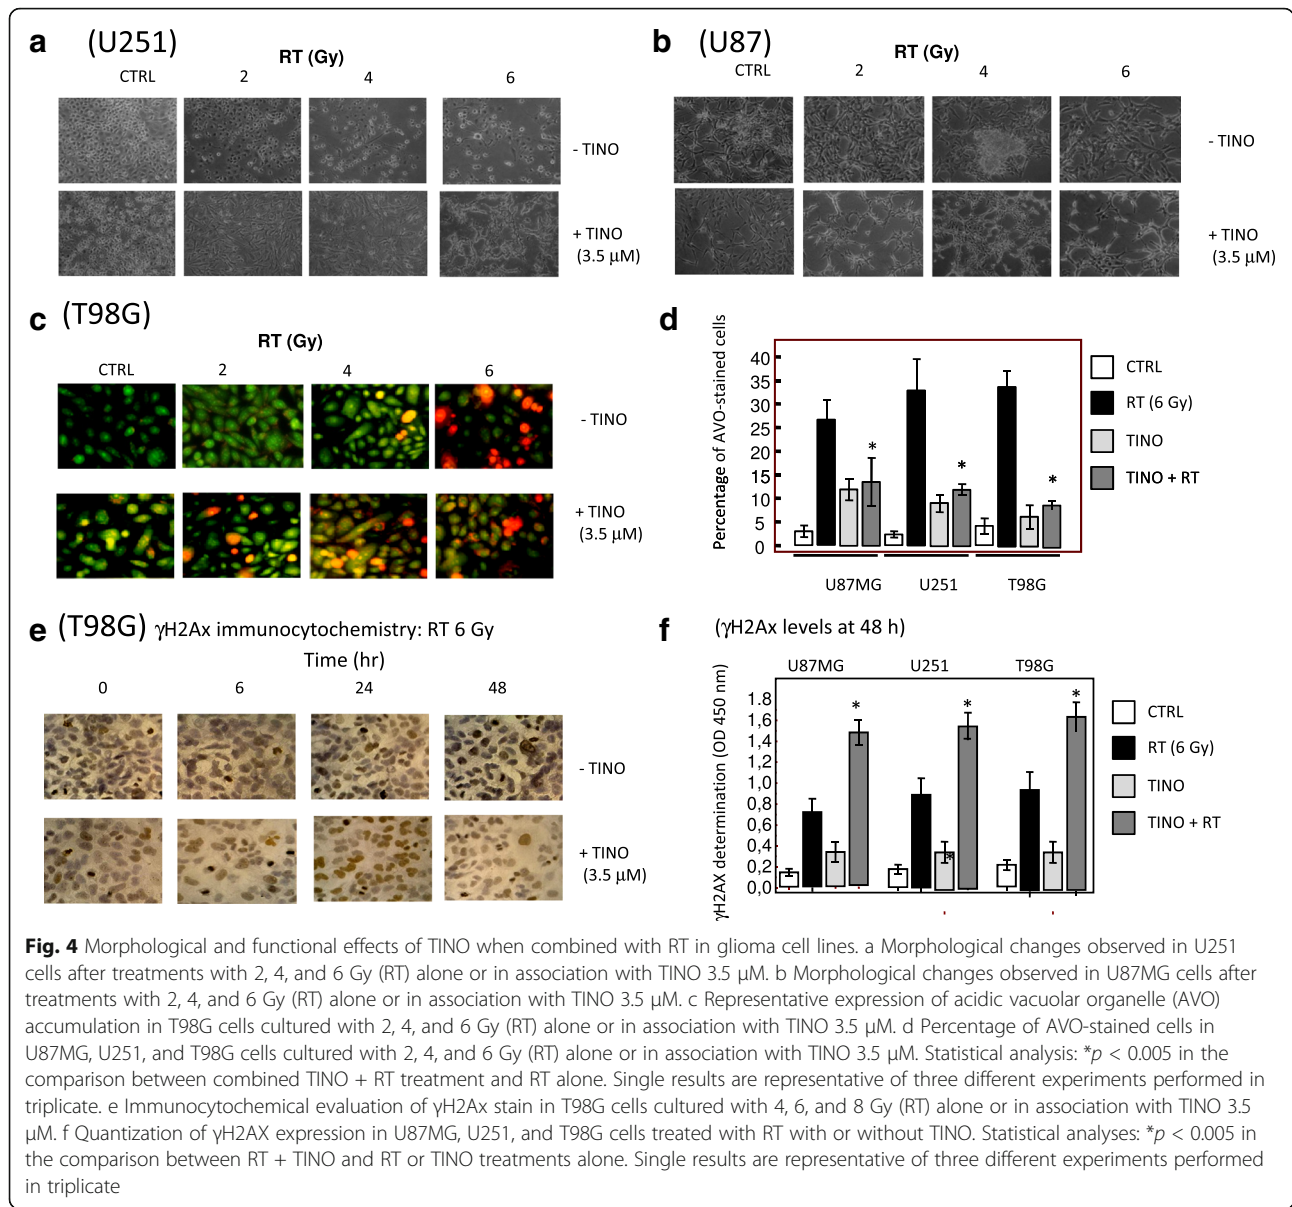 a (U251)
RT (Gy)
CTRL 2 4 6
- TINO
+ TINO
(3.5 µM)
b (U87)
RT (Gy)
CTRL 2 4 6
- TINO
+ TINO
(3.5 µM)
c (T98G)
RT (Gy)
CTRL 2 4 6
- TINO
+ TINO
(3.5 µM)
d
Percentage of AVO-stained cells
40
35
30
25
20
15
10
5
0
* * *
U87MG U251 T98G
CTRL
RT (6 Gy)
TINO
TINO + RT
e (T98G) γH2Ax immunocytochemistry: RT 6 Gy
Time (hr)
0 6 24 48
- TINO
+ TINO
(3.5 µM)
f (γH2Ax levels at 48 h)
U87MG U251 T98G
γH2AX determination (OD 450 nm)
1.8
1.6
1,4
1,2
1,0
0,8
0,6
0,4
0,2
0,0
* * *
*
CTRL
RT (6 Gy)
TINO
TINO + RT
Fig. 4 Morphological and functional effects of TINO when combined with RT in glioma cell lines. a Morphological changes observed in U251
cells after treatments with 2, 4, and 6 Gy (RT) alone or in association with TINO 3.5 µM. b Morphological changes observed in U87MG cells after
treatments with 2, 4, and 6 Gy (RT) alone or in association with TINO 3.5 µM. c Representative expression of acidic vacuolar organelle (AVO)
accumulation in T98G cells cultured with 2, 4, and 6 Gy (RT) alone or in association with TINO 3.5 µM. d Percentage of AVO-stained cells in
U87MG, U251, and T98G cells cultured with 2, 4, and 6 Gy (RT) alone or in association with TINO 3.5 µM. Statistical analysis: *p < 0.005 in the
comparison between combined TINO + RT treatment and RT alone. Single results are representative of three different experiments performed in
triplicate. e Immunocytochemical evaluation of γH2Ax stain in T98G cells cultured with 4, 6, and 8 Gy (RT) alone or in association with TINO 3.5
µM. f Quantization of γH2AX expression in U87MG, U251, and T98G cells treated with RT with or without TINO. Statistical analyses: *p < 0.005 in
the comparison between RT + TINO and RT or TINO treatments alone. Single results are representative of three different experiments performed
in triplicate